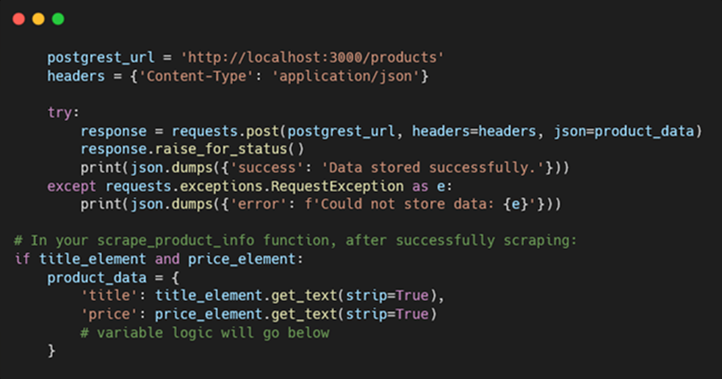 postgrest_url = 'http://localhost:3000/products'
headers = {'Content-Type': 'application/json'}
try:
response = requests.post(postgrest_url, headers=headers, json=product_data)
response.raise_for_status()
print(json.dumps({'success': 'Data stored successfully.'}))
except requests.exceptions.RequestException as e:
print(json.dumps({'error': f'Could not store data: {e}'}))
# In your scrape_product_info function, after successfully scraping:
if title_element and price_element:
product_data = {
'title': title_element.get_text(strip=True),
'price': price_element.get_text(strip=True)
# variable logic will go below
}